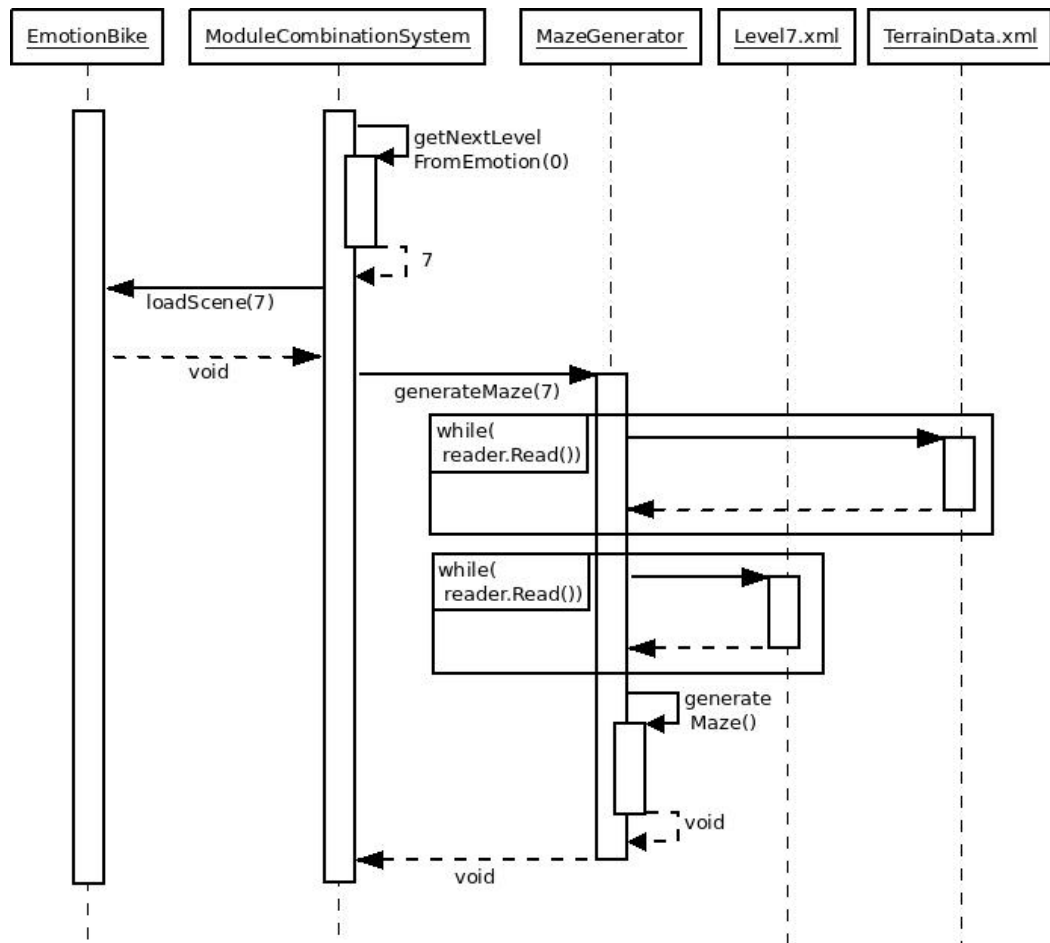 EmotionBike
ModuleCombinationSystem
MazeGenerator
Level7.xml
TerrainData.xml
getNextLevel
FromEmotion(0)
7
loadScene(7)
void
generateMaze(7)
while(
reader.Read())
while(
reader.Read())
generate
Maze()
void
void